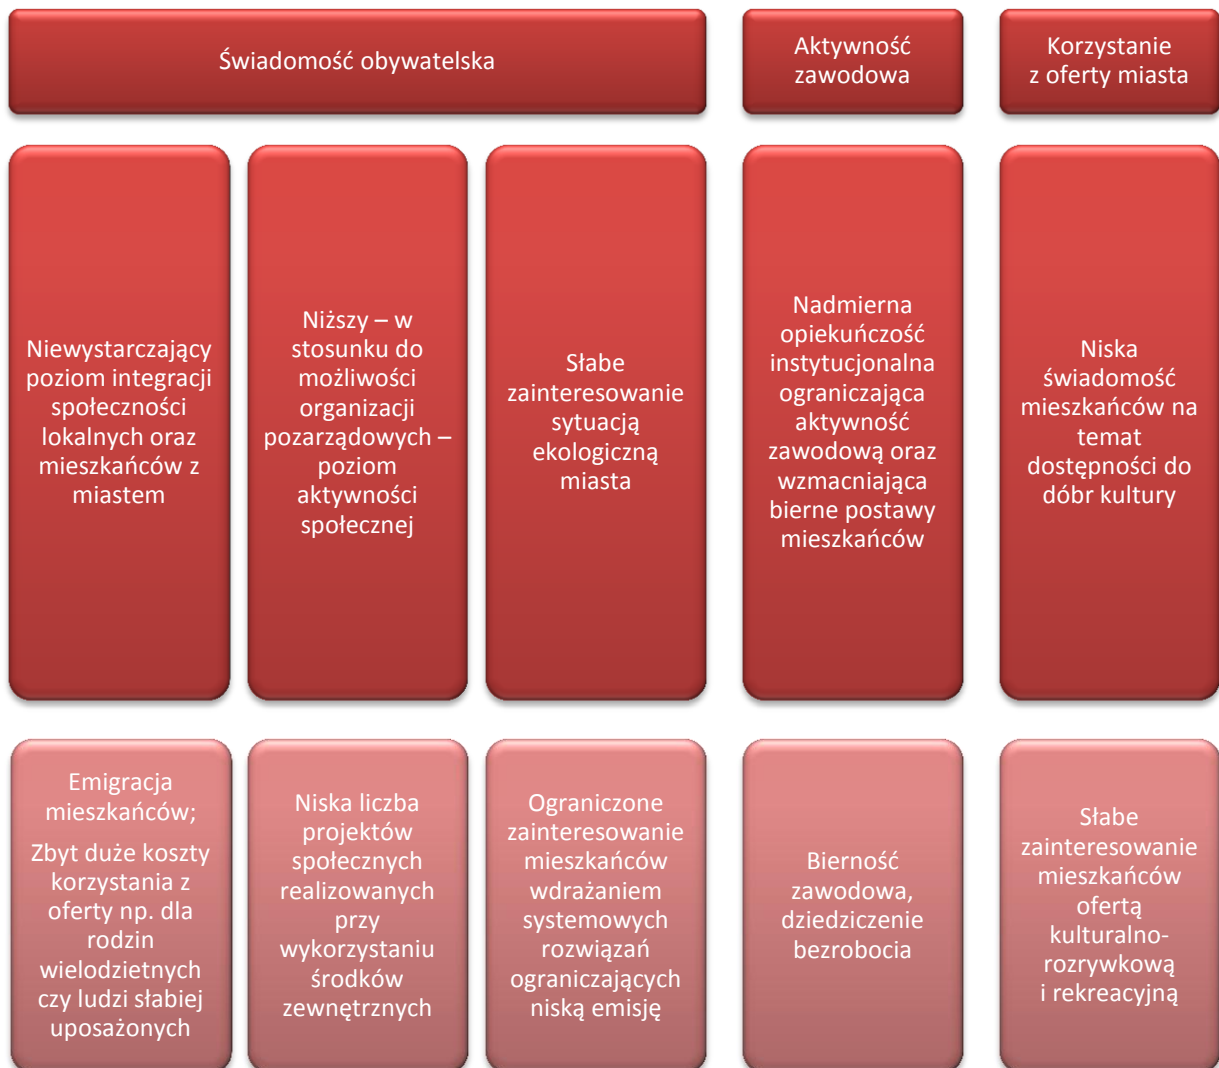 Świadomość obywatelska
Aktywność
zawodowa
Korzystanie
z oferty miasta
Niewystarczający
poziom integracji
społeczności
lokalnych oraz
mieszkańców z
miastem
Niższy – w
stosunku do
możliwości
organizacji
pozarządowych –
poziom
aktywności
społecznej
Słabe
zainteresowanie
sytuacją
ekologiczną
miasta
Nadmierna
opiekuńczość
instytucjonalna
ograniczająca
aktywność
zawodową oraz
wzmacniająca
bierne postawy
mieszkańców
Niska
świadomość
mieszkańców na
temat
dostępności do
dóbr kultury
Emigracja
mieszkańców;
Zbyt duże koszty
korzystania z
oferty np. dla
rodzin
wielodzietnych
czy ludzi słabiej
uposażonych
Niska liczba
projektów
społecznych
realizowanych
przy
wykorzystaniu
środków
zewnętrznych
Ograniczone
zainteresowanie
mieszkańców
wdrażaniem
systemowych
rozwiązań
ograniczających
niską emisję
Bierność
zawodowa,
dziedziczenie
bezrobocia
Słabe
zainteresowanie
mieszkańców
ofertą
kulturalno-
rozrywkową
i rekreacyjną